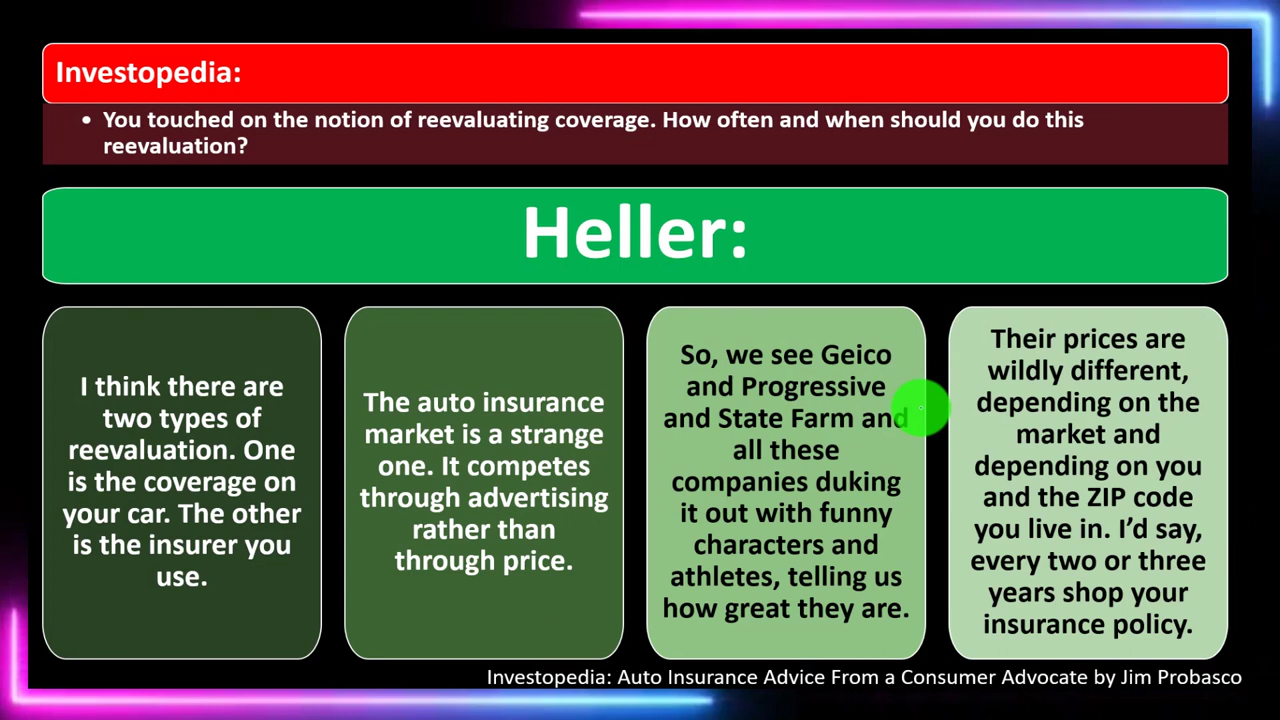 Investopedia:
• You touched on the notion of reevaluating coverage. How often and when should you do this
reevaluation?
Heller:
I think there are
two types of
reevaluation. One
is the coverage on
your car. The other
is the insurer you
use.
The auto insurance
market is a strange
one. It competes
through advertising
rather than
through price.
So, we see Geico
and Progressive
and State Farm and
all these
companies duking
it out with funny
characters and
athletes, telling us
how great they are.
Their prices are
wildly different,
depending on the
market and
depending on you
and the ZIP code
you live in. I’d say,
every two or three
years shop your
insurance policy.
Investopedia: Auto Insurance Advice From a Consumer Advocate by Jim Probasco